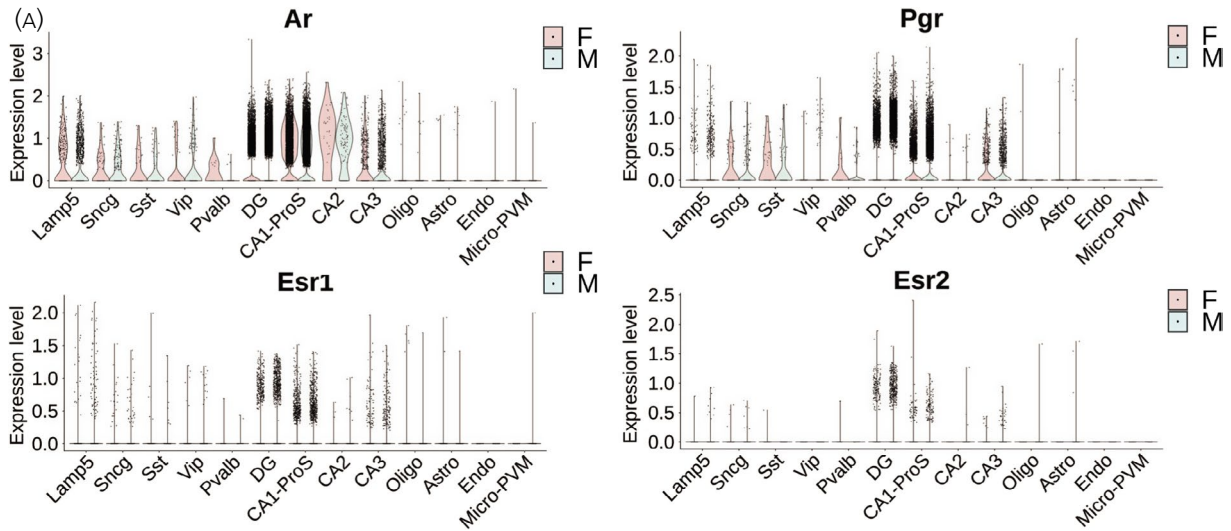 (A)
Ar
Expression level
3
2
1
0
Lamp5
Sncg
Sst
Vip
Pvalb
DG
CA1-ProS
CA2
CA3
Oligo
Astro
Endo
Micro-PVM
F
M
Pgr
Expression level
2.0
1.5
1.0
0.5
0.0
Lamp5
Sncg
Sst
Vip
Pvalb
DG
CA1-ProS
CA2
CA3
Oligo
Astro
Endo
Micro-PVM
F
M
Esr1
Expression level
2.0
1.5
1.0
0.5
0.0
Lamp5
Sncg
Sst
Vip
Pvalb
DG
CA1-ProS
CA2
CA3
Oligo
Astro
Endo
Micro-PVM
F
M
Esr2
Expression level
2.5
2.0
1.5
1.0
0.5
0.0
Lamp5
Sncg
Sst
Vip
Pvalb
DG
CA1-ProS
CA2
CA3
Oligo
Astro
Endo
Micro-PVM
F
M